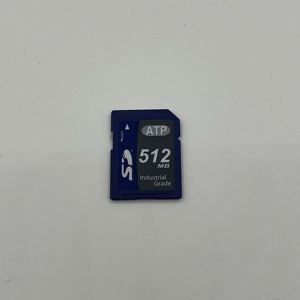 ATP
512
MB
Industrial
Grade
SD